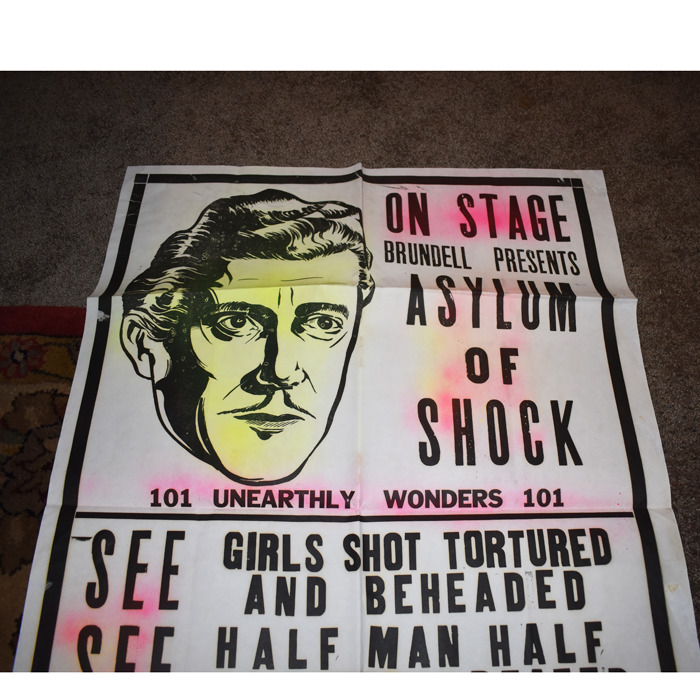 ON STAGE
BRUNDELL PRESENTS
ASYLUM
OF
SHOCK
101 UNEARTHLY WONDERS 101
SEE GIRLS SHOT TORTURED
AND BEHEADED
SEE HALF MAN HALF